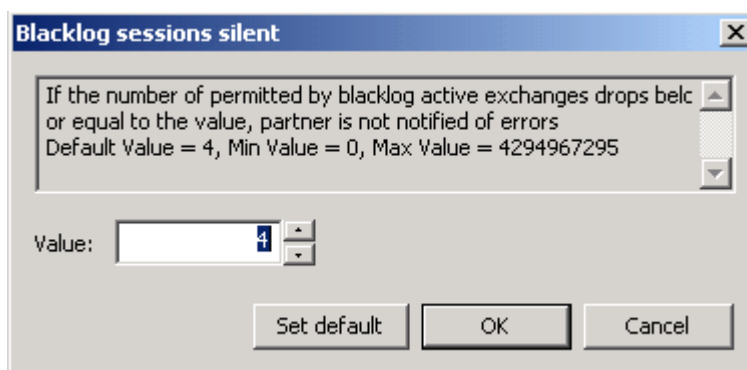 Blacklog sessions silent
If the number of permitted by blacklog active exchanges drops belc
or equal to the value, partner is not notified of errors
Default Value = 4, Min Value = 0, Max Value = 4294967295
Value: 4
Set default OK Cancel